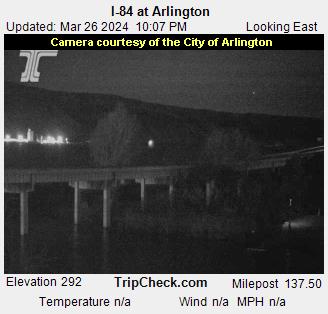 I-84 at Arlington
Updated: Mar 26 2024 10:07 PM Looking East
Camera courtesy of the City of Arlington
Elevation 292 TripCheck.com Milepost 137.50
Temperature n/a Wind n/a MPH n/a